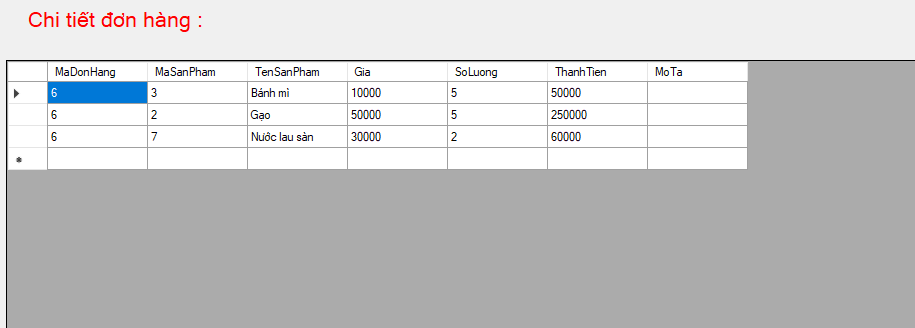 Chi tiết đơn hàng :
MaDonHang MaSanPham TenSanPham Gia SoLuong ThanhTien MoTa
6 3 Bánh mì 10000 5 50000
6 2 Gạo 50000 5 250000
6 7 Nước lau sàn 30000 2 60000